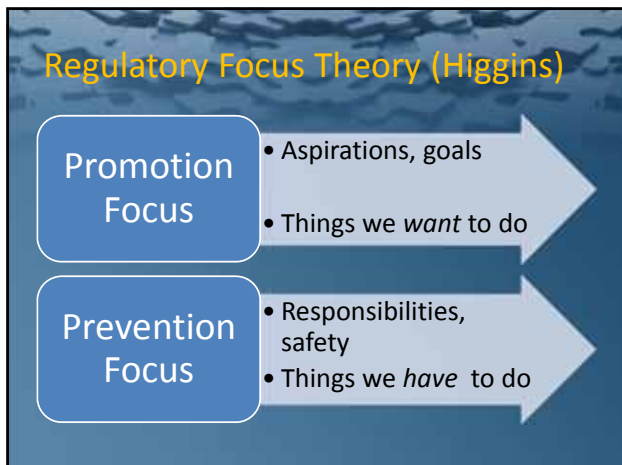 Regulatory Focus Theory (Higgins)
Promotion
Focus
• Aspirations, goals
• Things we want to do
Prevention
Focus
• Responsibilities,
safety
• Things we have to do